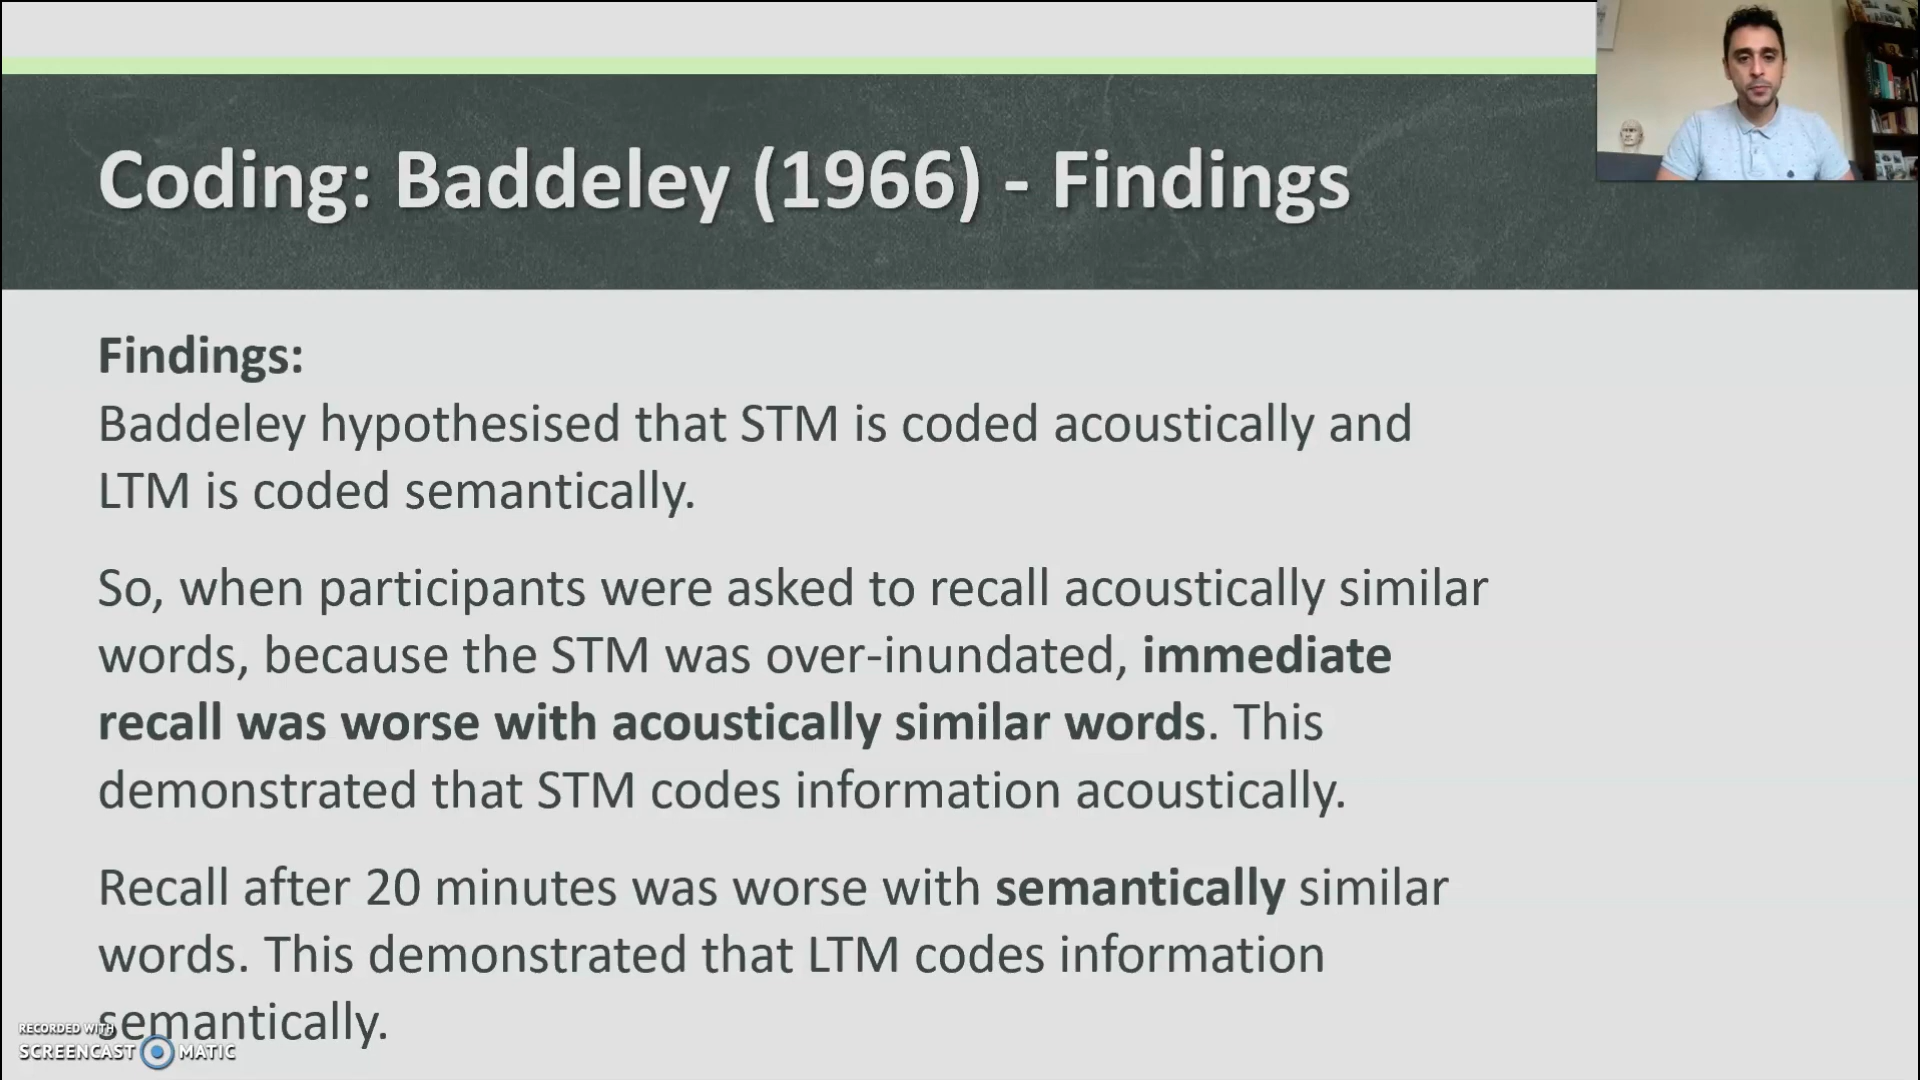 Coding: Baddeley (1966) - Findings
Findings:
Baddeley hypothesised that STM is coded acoustically and
LTM is coded semantically.
So, when participants were asked to recall acoustically similar
words, because the STM was over-inundated, immediate
recall was worse with acoustically similar words. This
demonstrated that STM codes information acoustically.
Recall after 20 minutes was worse with semantically similar
words. This demonstrated that LTM codes information
semantically.
RECORDED WITH
SCREENCAST MATIC